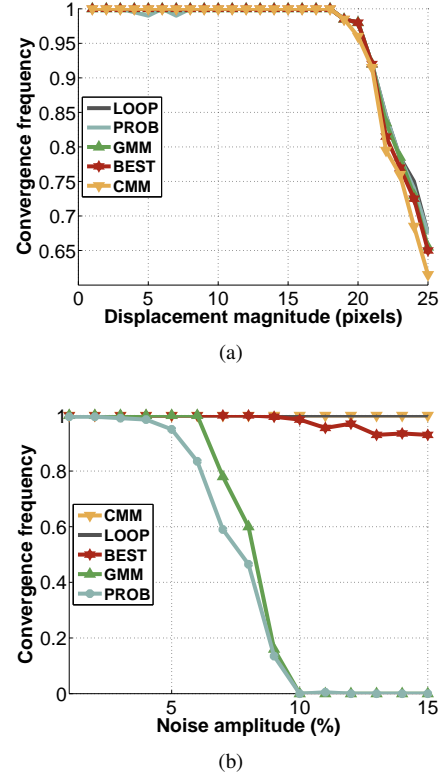 1
0.95
0.9
0.85
0.8
0.75
0.7
0.65
Convergence frequency
LOOP
PROB
GMM
BEST
CMM
0 5 10 15 20 25
Displacement magnitude (pixels)
(a)
1
0.8
0.6
0.4
0.2
0
Convergence frequency
CMM
LOOP
BEST
GMM
PROB
5 10 15
Noise amplitude (%)
(b)